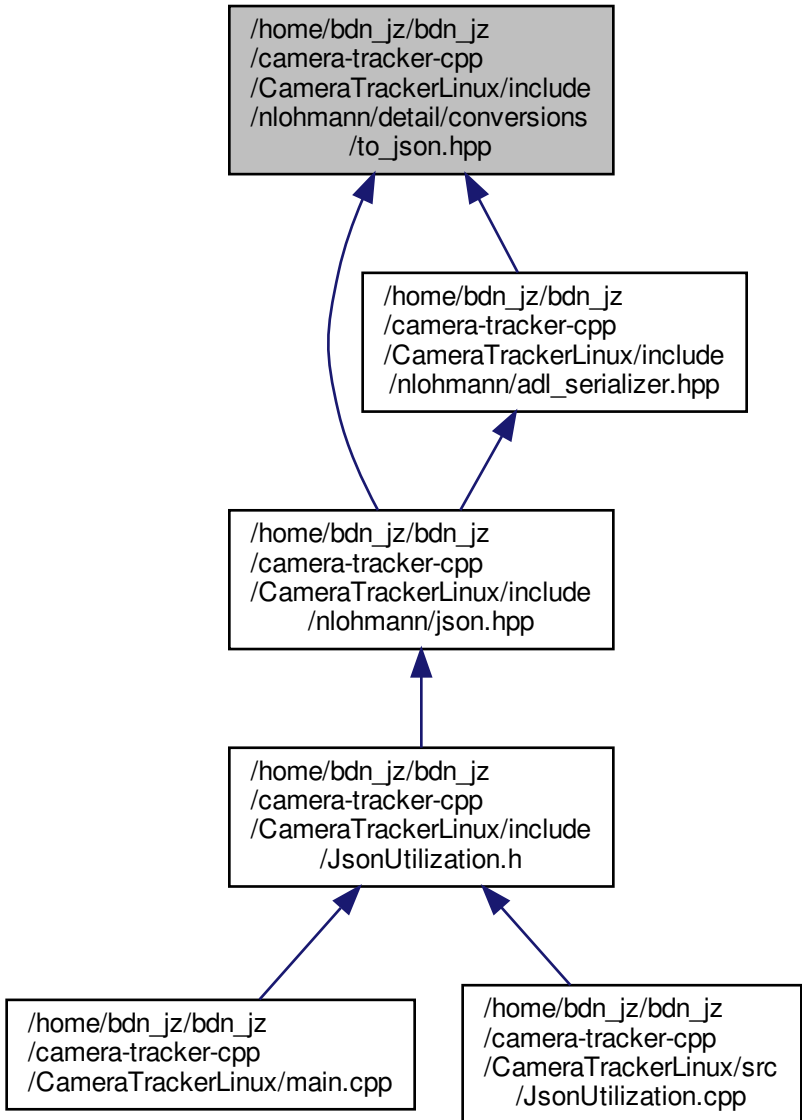 /home/bdn_jz/bdn_jz
/camera-tracker-cpp
/CameraTrackerLinux/include
/nlohmann/detail/conversions
/to_json.hpp
/home/bdn_jz/bdn_jz
/camera-tracker-cpp
/CameraTrackerLinux/include
/nlohmann/adl_serializer.hpp
/home/bdn_jz/bdn_jz
/camera-tracker-cpp
/CameraTrackerLinux/include
/nlohmann/json.hpp
/home/bdn_jz/bdn_jz
/camera-tracker-cpp
/CameraTrackerLinux/include
/JsonUtilization.h
/home/bdn_jz/bdn_jz
/camera-tracker-cpp
/CameraTrackerLinux/main.cpp
/home/bdn_jz/bdn_jz
/camera-tracker-cpp
/CameraTrackerLinux/src
/JsonUtilization.cpp